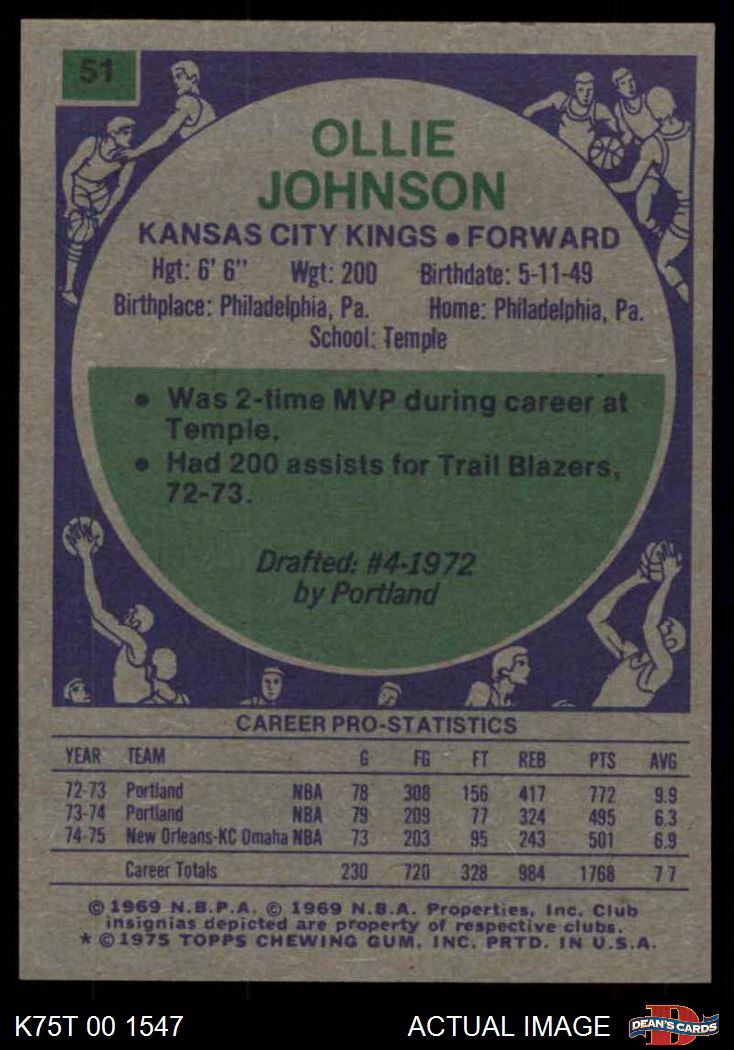 51
OLLIE
JOHNSON
KANSAS CITY KINGS • FORWARD
Hgt: 6' 6" Wgt: 200 Birthdate: 5-11-49
Birthplace: Philadelphia, Pa. Home: Philadelphia, Pa.
School: Temple
• Was 2-time MVP during career at
Temple.
• Had 200 assists for Trail Blazers,
72-73.
Drafted: #4-1972
by Portland
CAREER PRO-STATISTICS
YEAR TEAM G FG FT REB PTS AVG
72-73 Portland NBA 78 308 156 417 772 9.9
73-74 Portland NBA 79 209 77 324 495 6.3
74-75 New Orleans-KC Omaha NBA 73 203 95 243 501 6.9
Career Totals 230 720 328 984 1768 7 7
© 1969 N.B.P.A. © 1969 N.B.A. Properties, Inc. Club
insignias depicted are property of respective clubs.
* © 1975 TOPPS CHEWING GUM, INC. PRTD. IN U.S.A.
K75T 00 1547 ACTUAL IMAGE DEAN'S CARDS